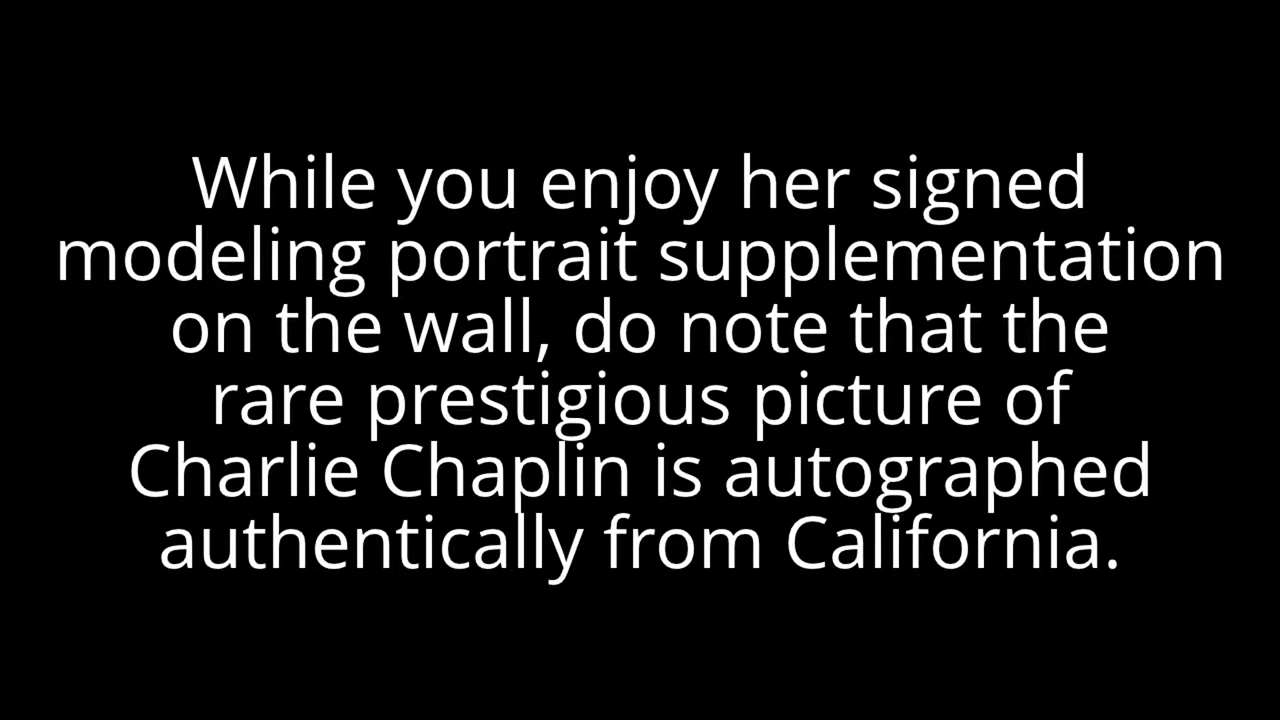 While you enjoy her signed
modeling portrait supplementation
on the wall, do note that the
rare prestigious picture of
Charlie Chaplin is autographed
authentically from California.